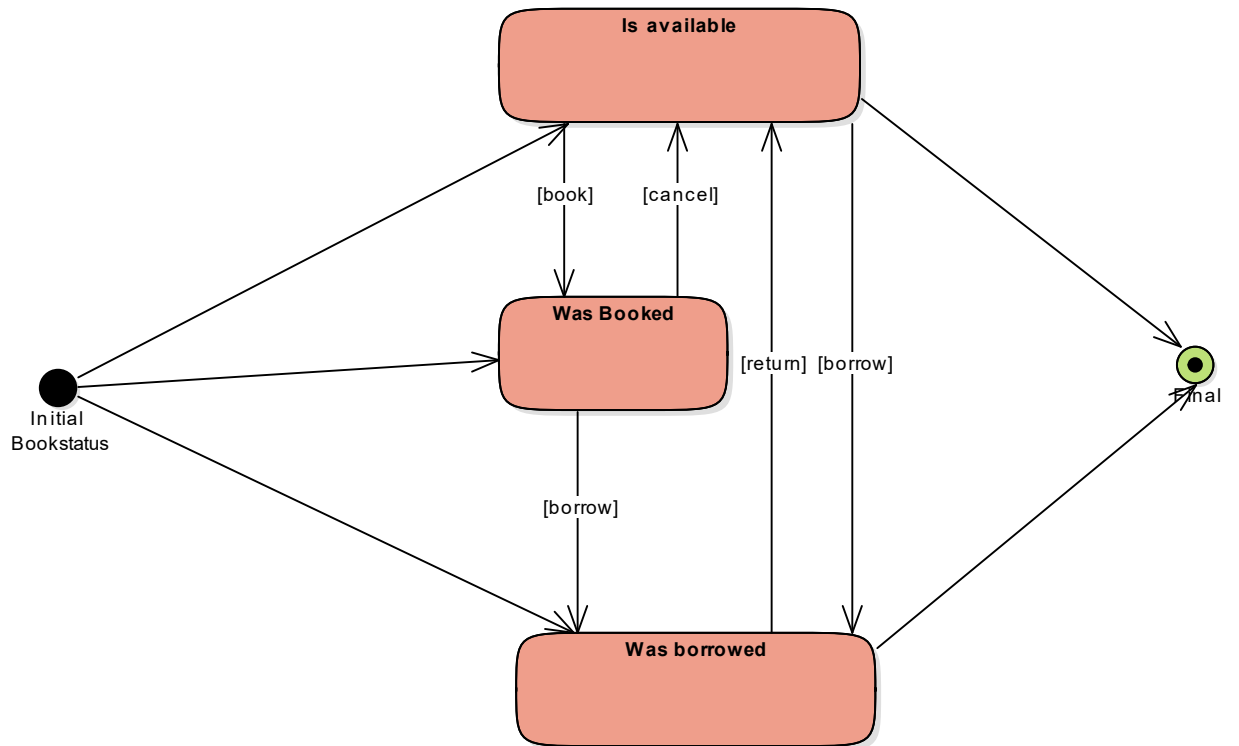 Is available
[book]
[cancel]
Was Booked
[return]
[borrow]
Initial
Bookstatus
Final
[borrow]
Was borrowed